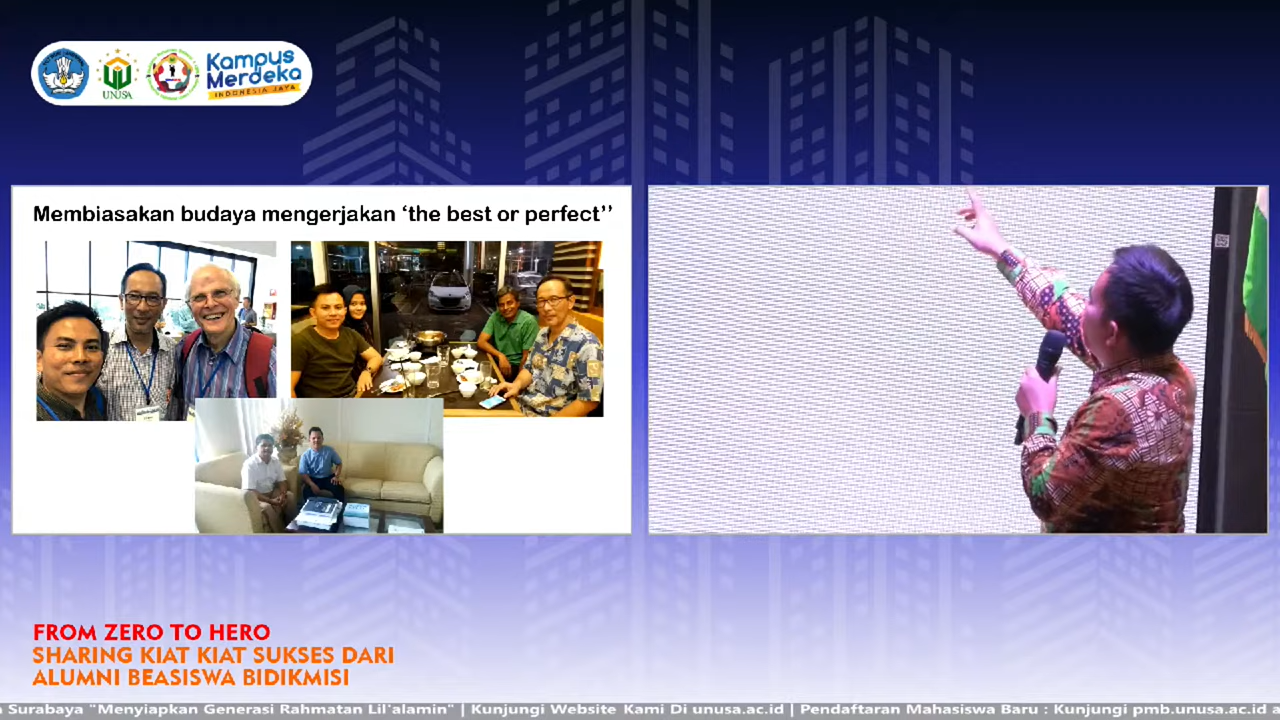 UNUSA
Kampus
Merdeka
INDONESIA JAYA
Membiasakan budaya mengerjakan ‘the best or perfect’’
FROM ZERO TO HERO
SHARING KIAT KIAT SUKSES DARI
ALUMNI BEASISWA BIDIKMISI
Surabaya "Menyiapkan Generasi Rahmatan Lil'alamin" | Kunjungi Website Kami Di unusa.ac.id | Pendaftaran Mahasiswa Baru : Kunjungi pmb.unusa.ac.id